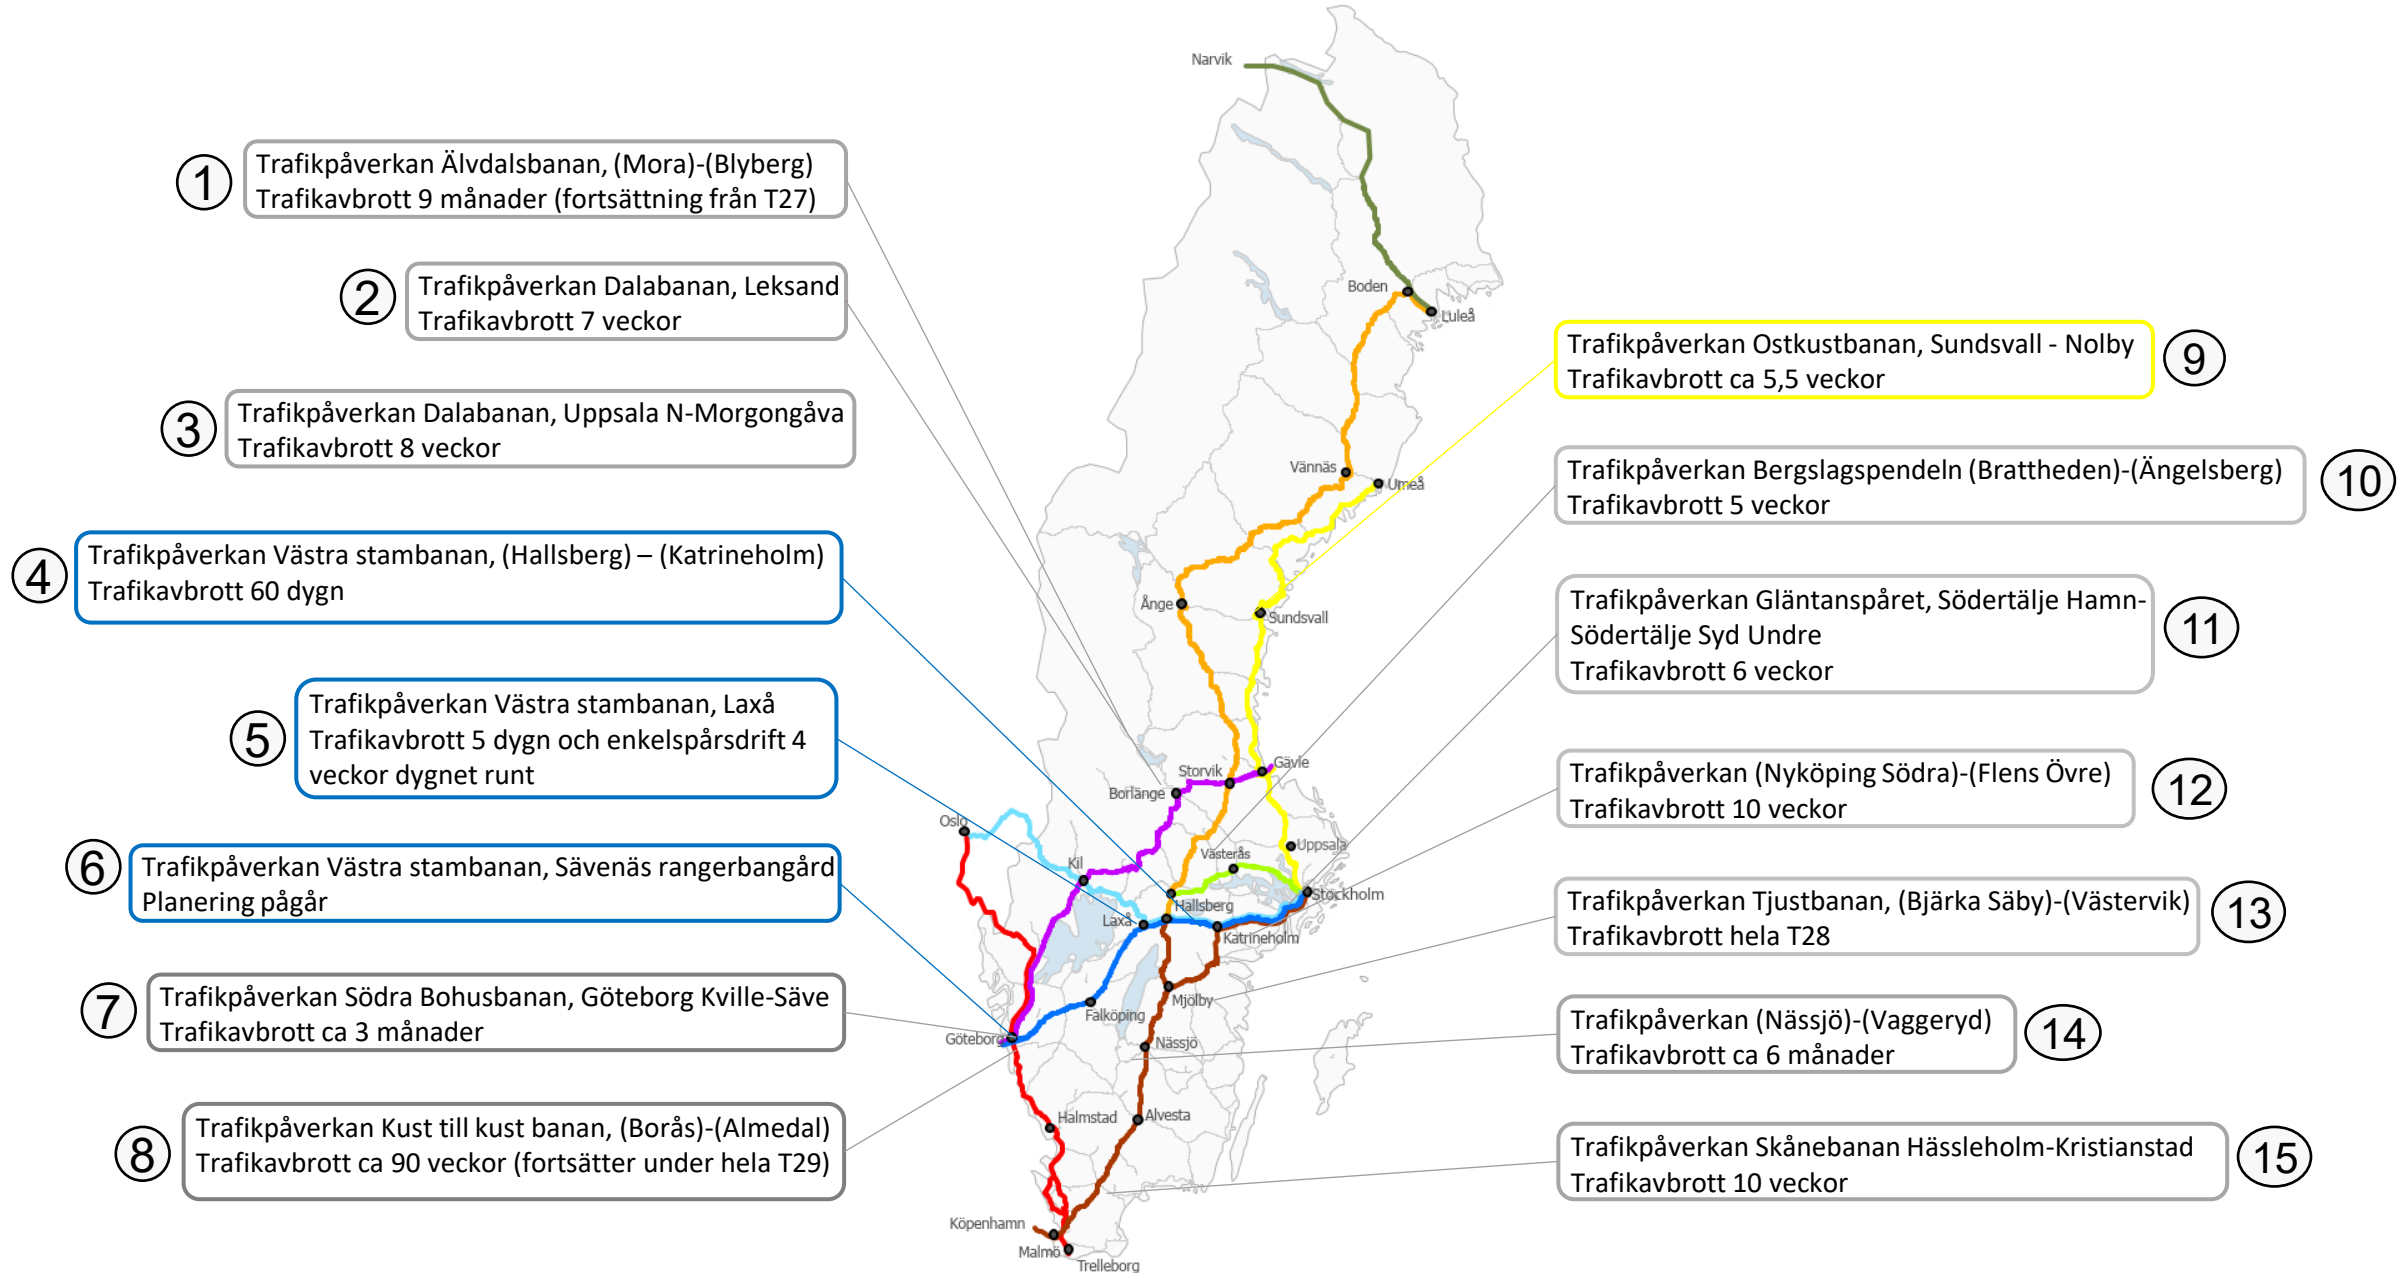 1
Trafikpåverkan Älvdalsbanan, (Mora)-(Blyberg)
Trafikavbrott 9 månader (fortsättning från T27)
2
Trafikpåverkan Dalabanan, Leksand
Trafikavbrott 7 veckor
3
Trafikpåverkan Dalabanan, Uppsala N-Morgongåva
Trafikavbrott 8 veckor
4
Trafikpåverkan Västra stambanan, (Hallsberg) – (Katrineholm)
Trafikavbrott 60 dygn
5
Trafikpåverkan Västra stambanan, Laxå
Trafikavbrott 5 dygn och enkelspårsdrift 4
veckor dygnet runt
6
Trafikpåverkan Västra stambanan, Sävenäs rangerbangård
Planering pågår
7
Trafikpåverkan Södra Bohusbanan, Göteborg Kville-Säve
Trafikavbrott ca 3 månader
8
Trafikpåverkan Kust till kust banan, (Borås)-(Almedal)
Trafikavbrott ca 90 veckor (fortsätter under hela T29)
Narvik
Boden
Luleå
Vännäs
Umeå
Ånge
Sundsvall
Gävle
Storvik
Borlänge
Oslo
Uppsala
Västerås
Kil
Stockholm
Hallsberg
Laxå
Katrineholm
Mjölby
Falköping
Göteborg
Nässjö
Halmstad
Alvesta
Köpenhamn
Malmö
Trelleborg
Trafikpåverkan Ostkustbanan, Sundsvall - Nolby
Trafikavbrott ca 5,5 veckor
9
Trafikpåverkan Bergslagspendeln (Brattheden)-(Ängelsberg)
Trafikavbrott 5 veckor
10
Trafikpåverkan Gläntanspåret, Södertälje Hamn-
Södertälje Syd Undre
Trafikavbrott 6 veckor
11
Trafikpåverkan (Nyköping Södra)-(Flens Övre)
Trafikavbrott 10 veckor
12
Trafikpåverkan Tjustbanan, (Bjärka Säby)-(Västervik)
Trafikavbrott hela T28
13
Trafikpåverkan (Nässjö)-(Vaggeryd)
Trafikavbrott ca 6 månader
14
Trafikpåverkan Skånebanan Hässleholm-Kristianstad
Trafikavbrott 10 veckor
15